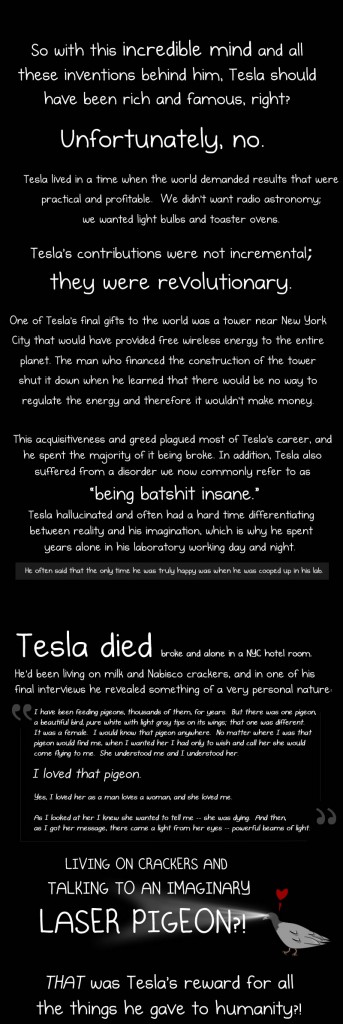 So with this incredible mind and all
these inventions behind him, Tesla should
have been rich and famous, right?
Unfortunately, no.
Tesla lived in a time when the world demanded results that were
practical and profitable. We didn't want radio astronomy;
we wanted light bulbs and toaster ovens.
Tesla's contributions were not incremental;
they were revolutionary.
One of Tesla's final gifts to the world was a tower near New York
City that would have provided free wireless energy to the entire
planet. The man who financed the construction of the tower
shut it down when he learned that there would be no way to
regulate the energy and therefore it wouldn't make money.
This acquisitiveness and greed plagued most of Tesla's career, and
he spent the majority of it being broke. In addition, Tesla also
suffered from a disorder we now commonly refer to as
"being batshit insane."
Tesla hallucinated and often had a hard time differentiating
between reality and his imagination, which is why he spent
years alone in his laboratory working day and night.
He often said that the only time he was truly happy was when he was cooped up in his lab.
Tesla died broke and alone in a NYC hotel room.
He'd been living on milk and Nabisco crackers, and in one of his
final interviews he revealed something of a very personal nature:
“I have been feeding pigeons, thousands of them, for years. But there was one pigeon,
a beautiful bird, pure white with light gray tips on its wings; that one was different.
It was a female. I would know that pigeon anywhere. No matter where I was that
pigeon would find me, when I wanted her I had only to wish and call her she would
come flying to me. She understood me and I understood her.
I loved that pigeon.
Yes, I loved her as a man loves a woman, and she loved me.
As I looked at her I knew she wanted to tell me -- she was dying. And then,
as I got her message, there came a light from her eyes -- powerful beams of light.”
LIVING ON CRACKERS AND
TALKING TO AN IMAGINARY
LASER PIGEON?!
THAT was Tesla's reward for all
the things he gave to humanity?!